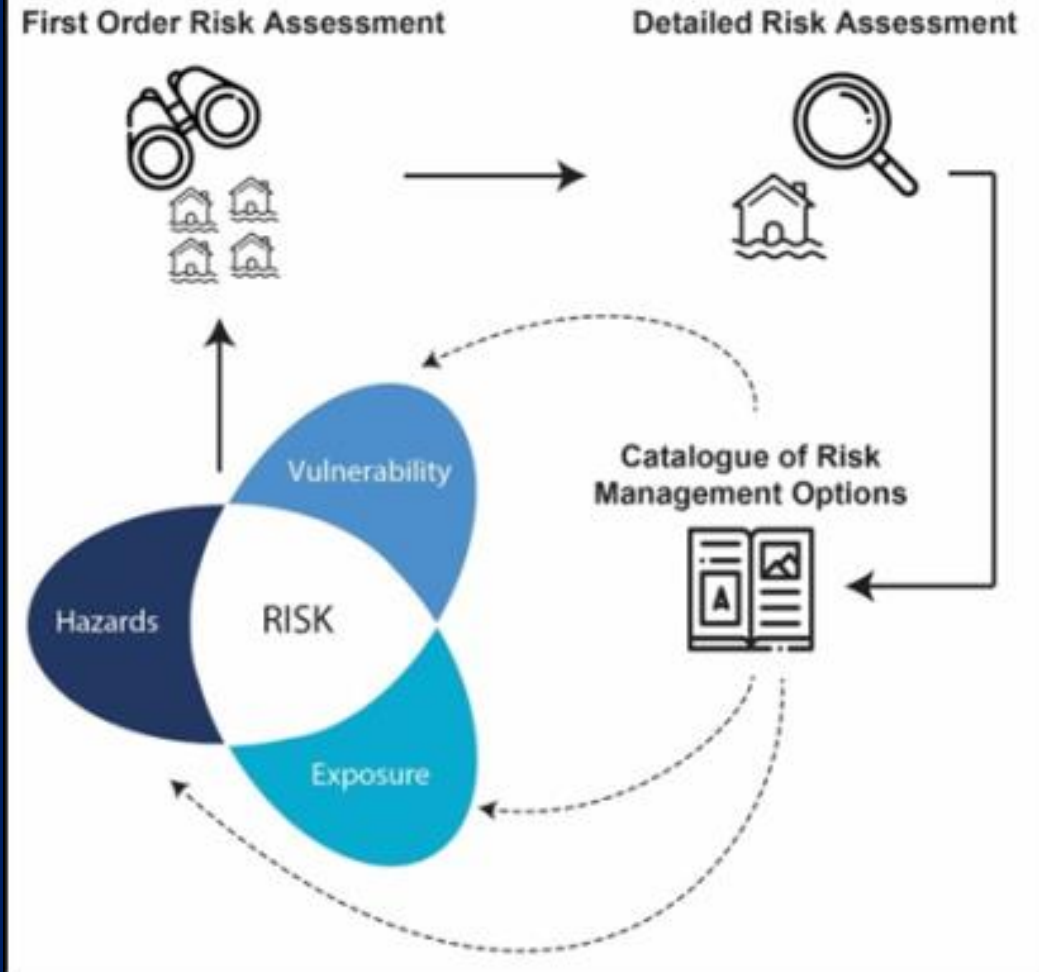 First Order Risk Assessment
Detailed Risk Assessment
Vulnerability
Catalogue of Risk
Management Options
A
Hazards
RISK
Exposure